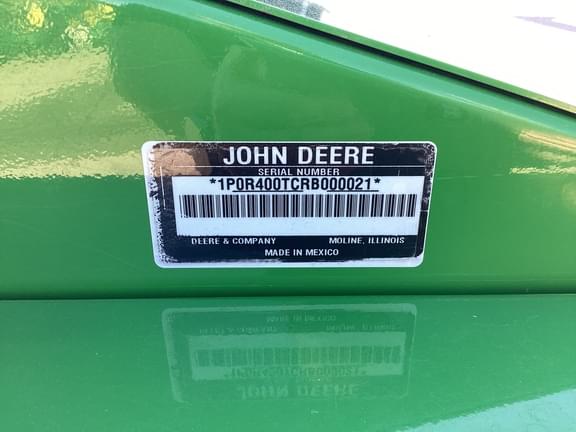 JOHN DEERE
SERIAL NUMBER
*1P0R400TCRB000021*
DEERE & COMPANY MOLINE, ILLINOIS
MADE IN MEXICO